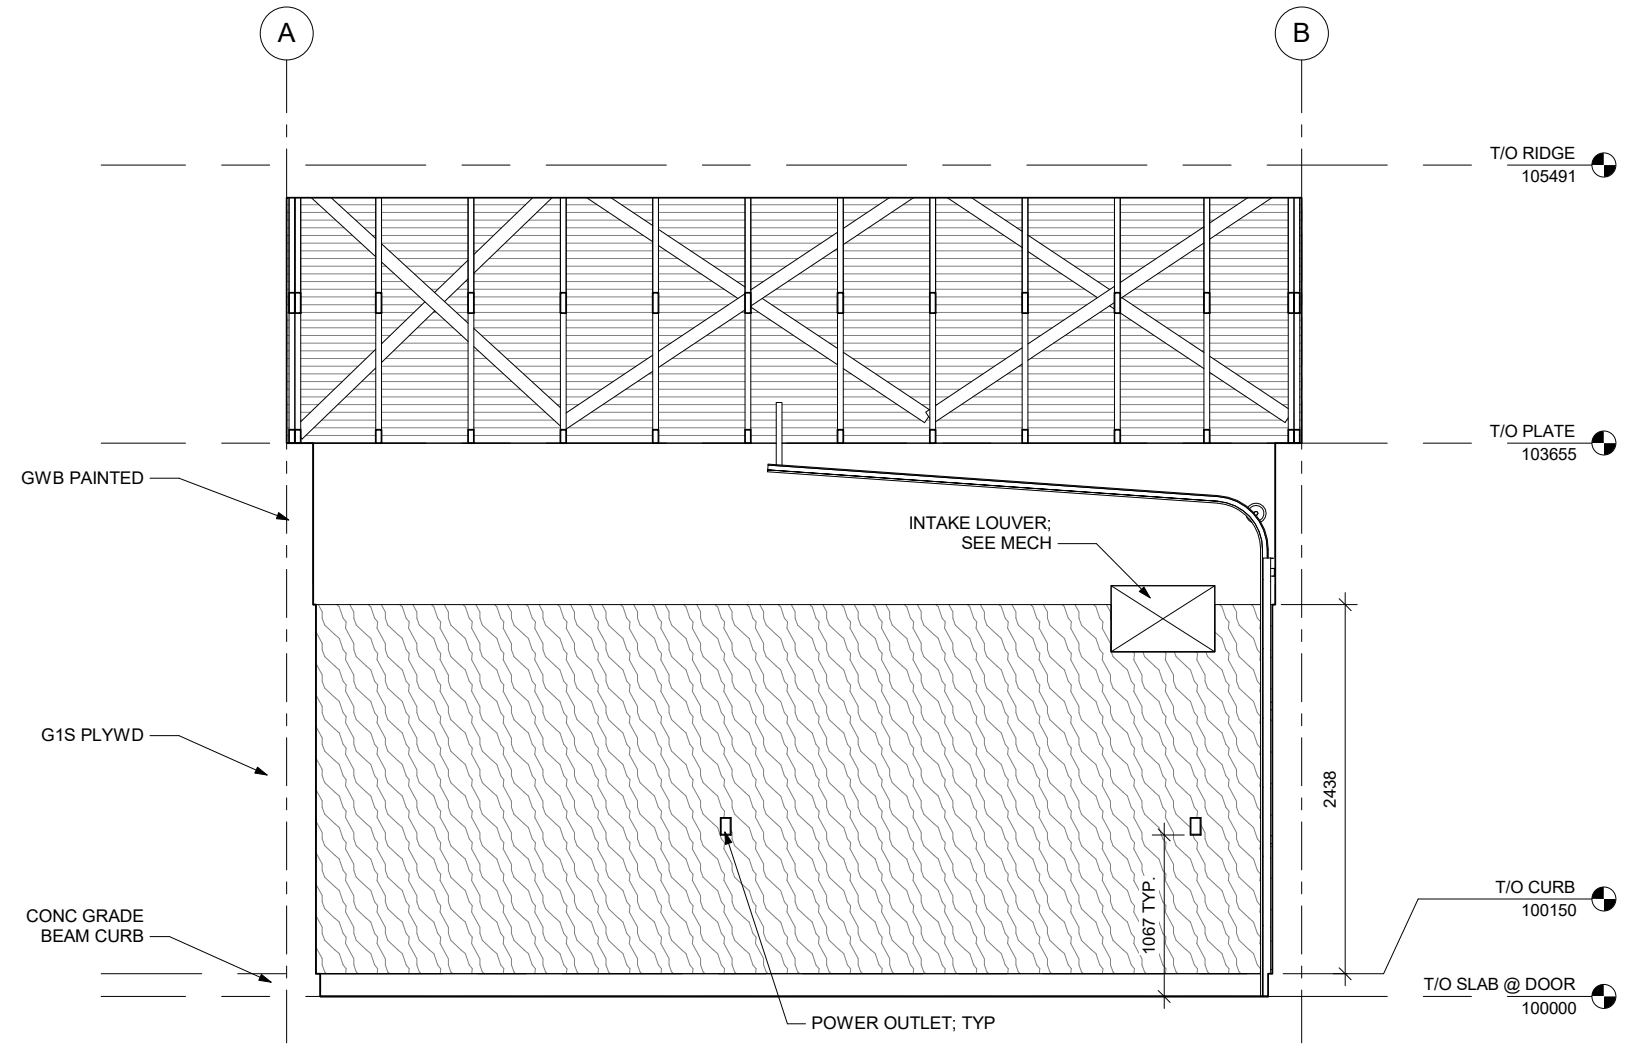 A
B
T/O RIDGE
105491
T/O PLATE
103655
GWB PAINTED
INTAKE LOUVER;
SEE MECH
G1S PLYWD
2438
1067 TYP.
CONC GRADE
BEAM CURB
T/O CURB
100150
T/O SLAB @ DOOR
100000
POWER OUTLET; TYP